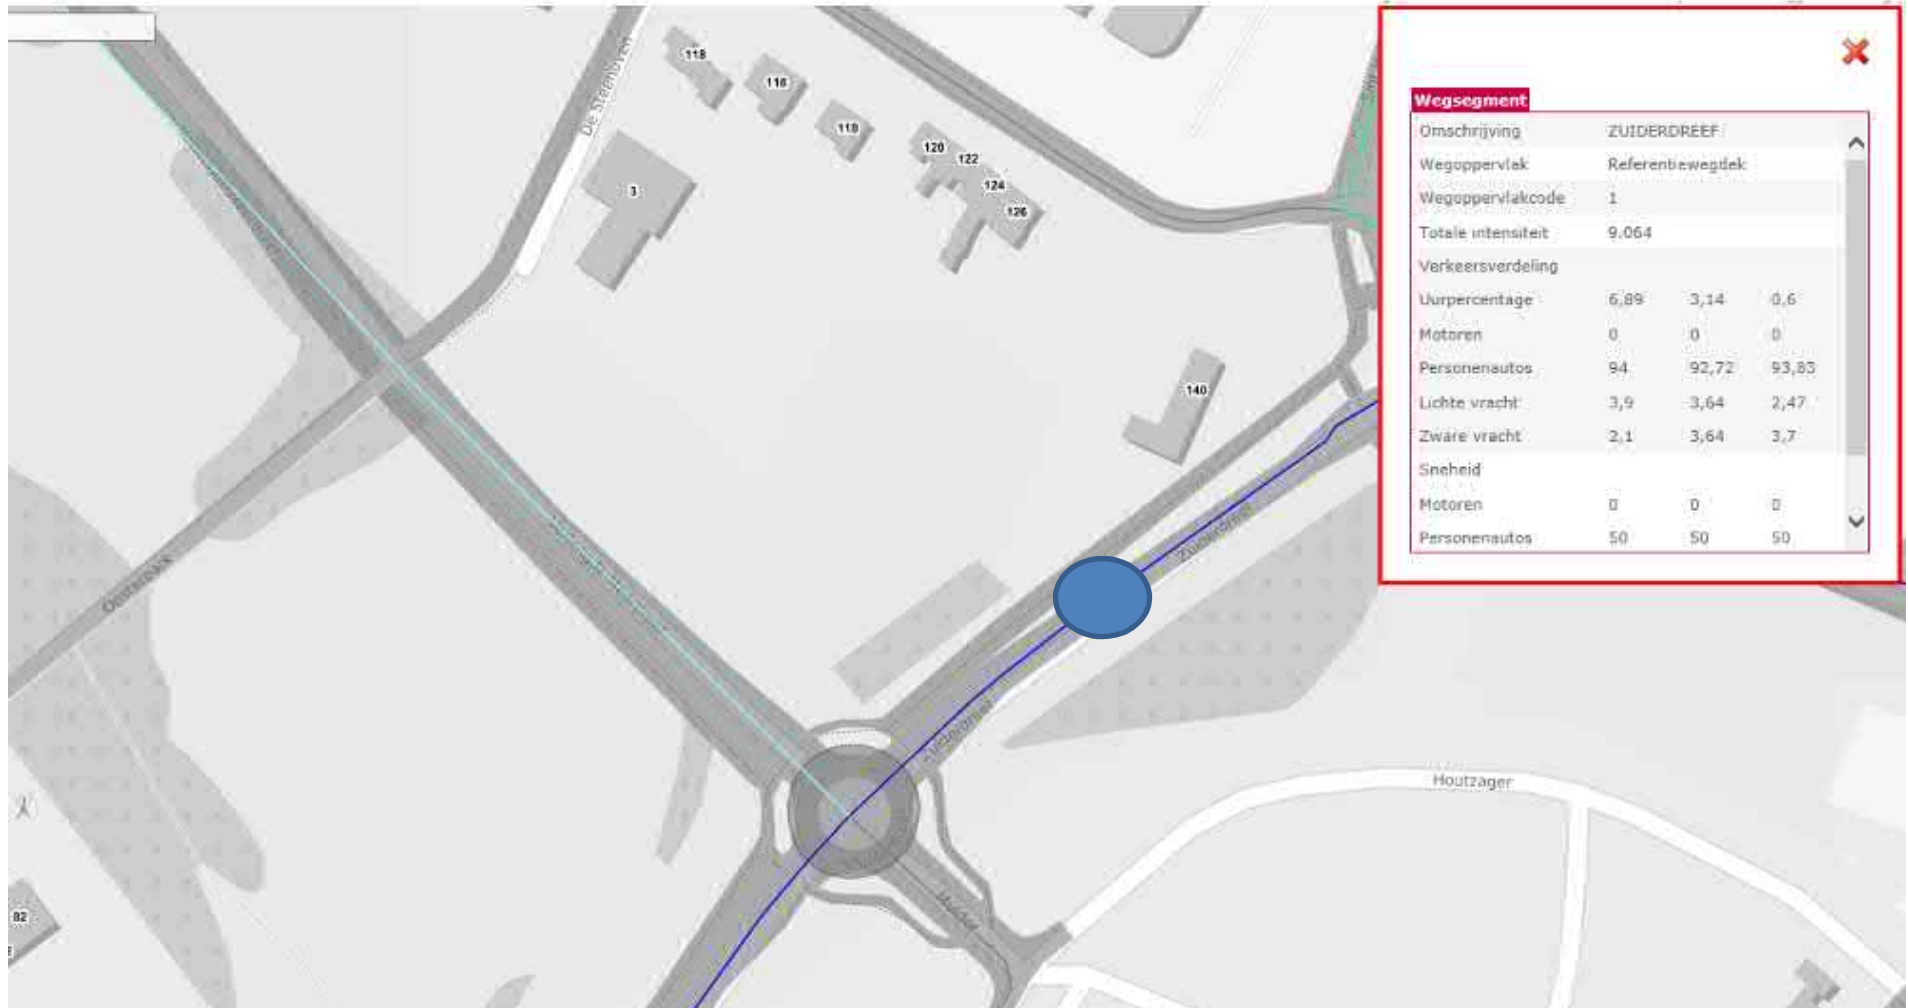 De Steenoven
118
116
118
120
122
124
126
3
140
Zuiderdreef
Zuiderdreef
Houtzager
Mulder
82
Wegsegment
Omschrijving ZUIDERDREEF
Wegoppervlak Referentiewegdek
Wegoppervlakcode 1
Totale intensiteit 9.064
Verkeersverdeling
Uurpercentage 6,89 3,14 0,6
Motoren 0 0 0
Personenautos 94 92,72 93,83
Lichte vracht 3,9 3,64 2,47
Zware vracht 2,1 3,64 3,7
Snelheid
Motoren 0 0 0
Personenautos 50 50 50